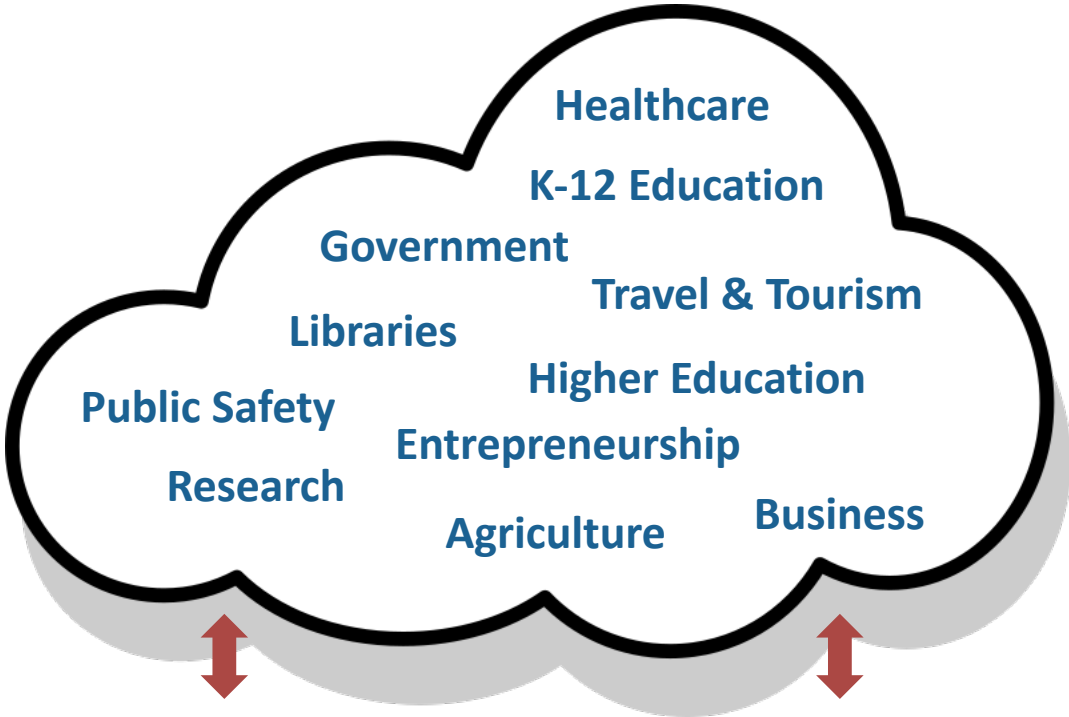 Healthcare
K-12 Education
Government
Travel & Tourism
Libraries
Higher Education
Public Safety
Entrepreneurship
Research
Business
Agriculture